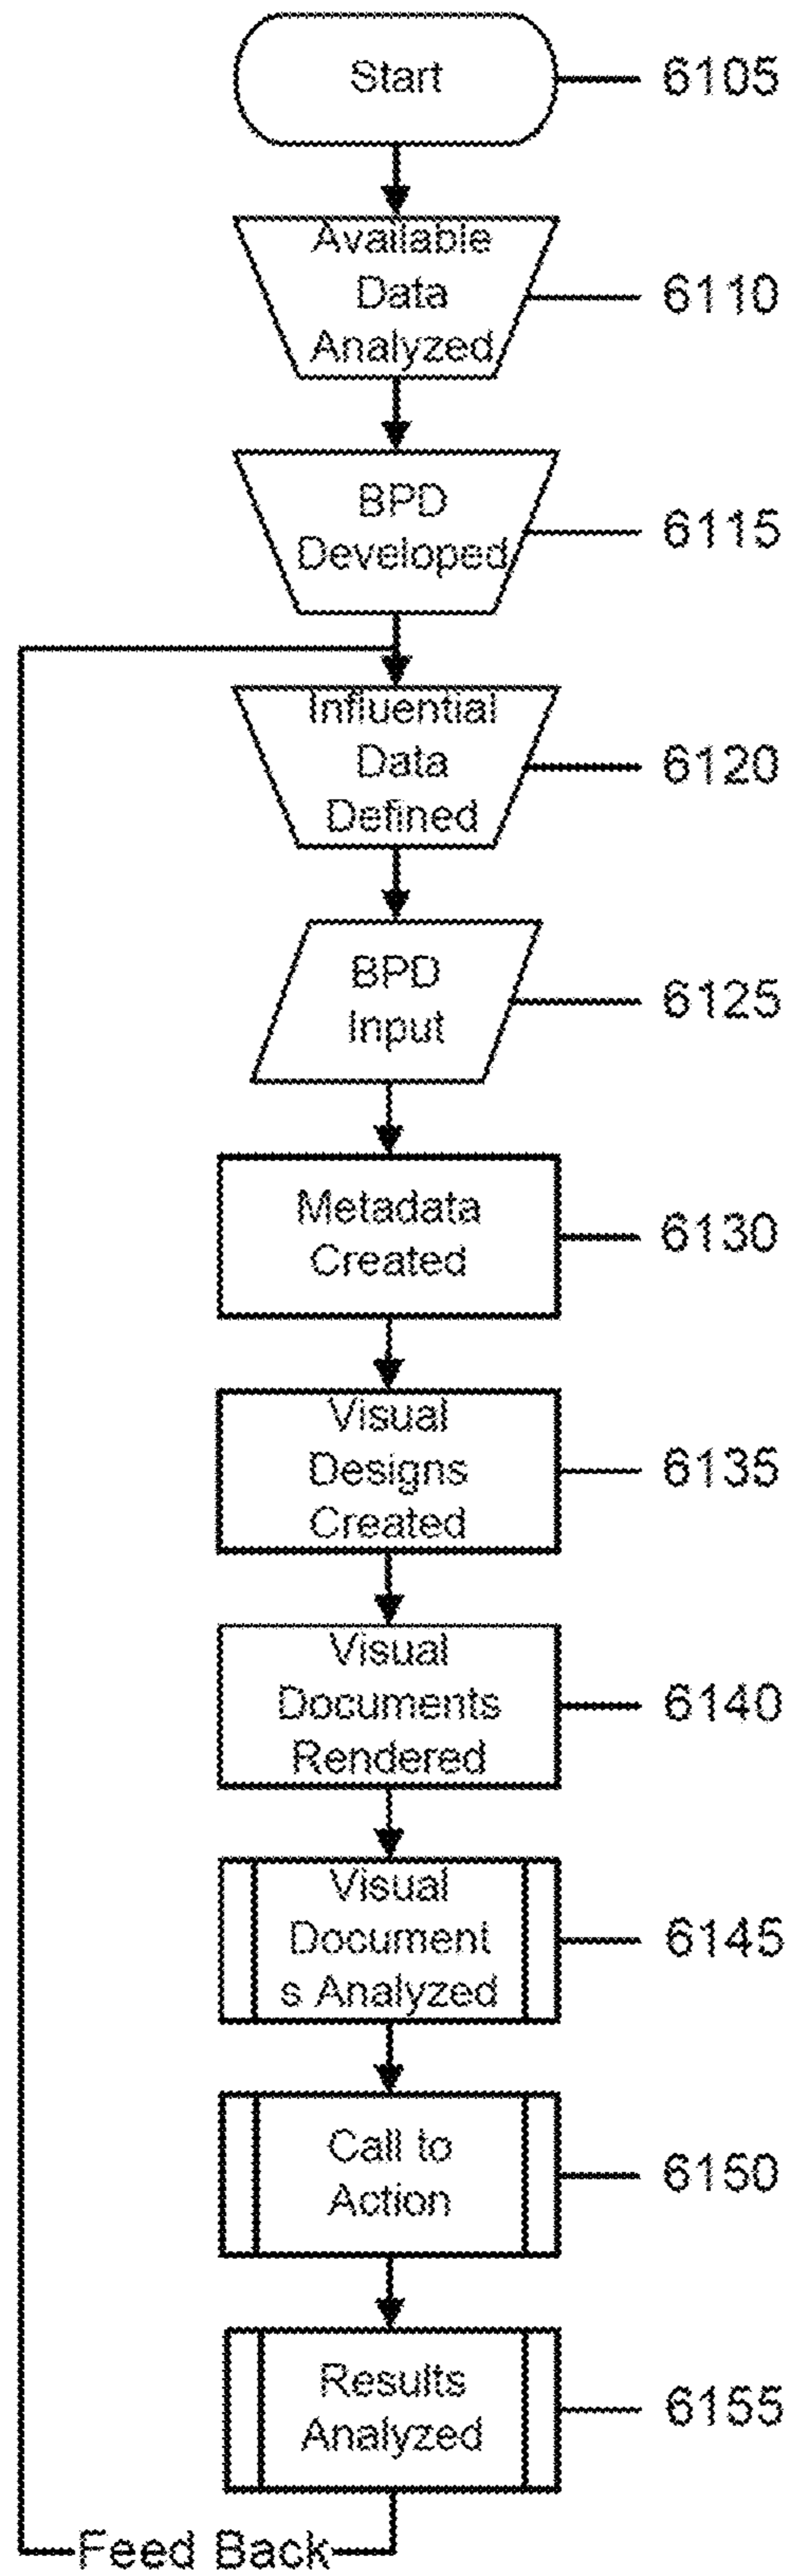 Start
6105
Available
Data
Analyzed
6110
BPD
Developed
6115
Influential
Data
Defined
6120
BPD
Input
6125
Metadata
Created
6130
Visual
Designs
Created
6135
Visual
Documents
Rendered
6140
Visual
Document
s Analyzed
6145
Call to
Action
6150
Results
Analyzed
6155
Feed Back